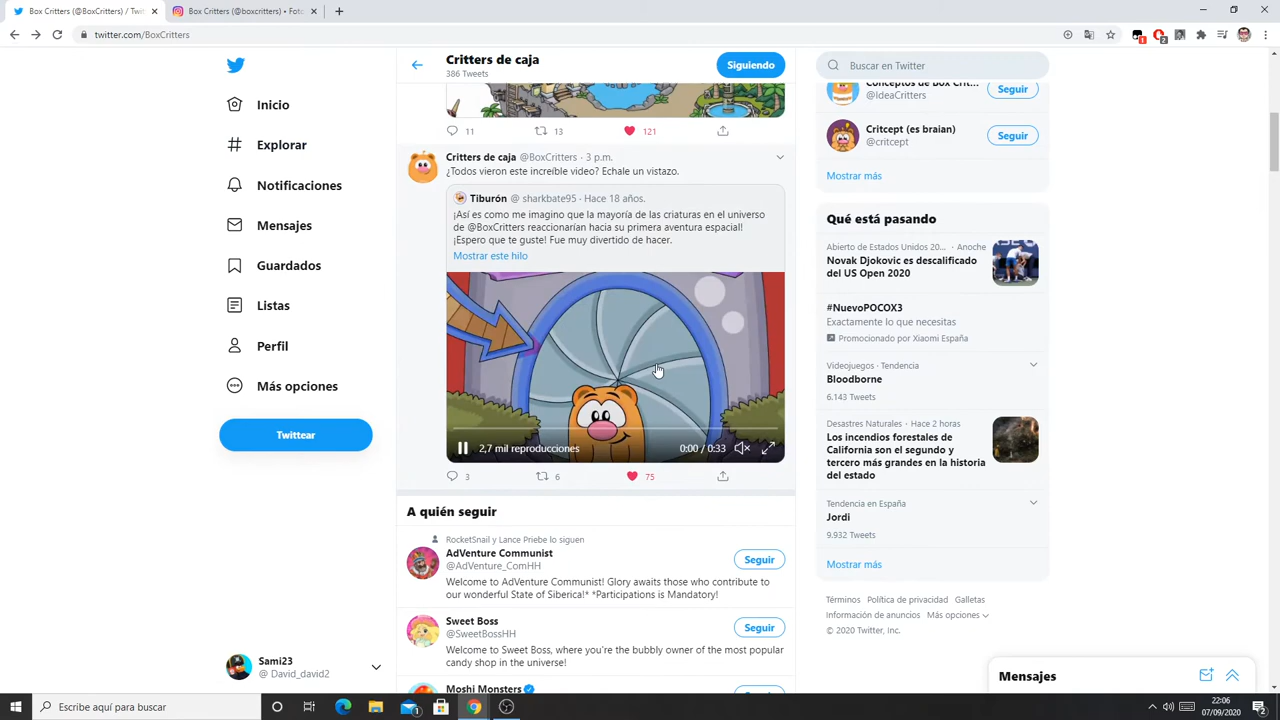 Box Critters (@BoxCritters) / Twi
Box Critters (@boxcritters) • Foto
twitter.com/BoxCritters
1
2
Inicio
Explorar
Notificaciones
Mensajes
Guardados
Listas
Perfil
Más opciones
Twittear
Sami23
@ David_david2
Critters de caja
386 Tweets
Siguiendo
11
13
121
Critters de caja @BoxCritters · 3 p.m.
¿Todos vieron este increíble video? Echale un vistazo.
Tiburón @ sharkbate95 · Hace 18 años.
¡Así es como me imagino que la mayoría de las criaturas en el universo
de @BoxCritters reaccionarían hacia su primera aventura espacial!
¡Espero que te guste! Fue muy divertido de hacer.
Mostrar este hilo
2,7 mil reproducciones
0:00 / 0:33
3
6
75
A quién seguir
RocketSnail y Lance Priebe lo siguen
AdVenture Communist
@AdVenture_ComHH
Seguir
Welcome to AdVenture Communist! Glory awaits those who contribute to
our wonderful State of Siberica!* *Participations is Mandatory!
Sweet Boss
@SweetBossHH
Seguir
Welcome to Sweet Boss, where you're the bubbly owner of the most popular
candy shop in the universe!
Moshi Monsters
Buscar en Twitter
Conceptos de Box Crit...
@IdeaCritters
Seguir
Critcept (es braian)
@critcept
Seguir
Mostrar más
Qué está pasando
Abierto de Estados Unidos 20... · Anoche
Novak Djokovic es descalificado
del US Open 2020
#NuevoPOCOX3
Exactamente lo que necesitas
Promocionado por Xiaomi España
Videojuegos · Tendencia
Bloodborne
6.143 Tweets
Desastres Naturales · Hace 2 horas
Los incendios forestales de
California son el segundo y
tercero más grandes en la historia
del estado
Tendencia en España
Jordi
9.932 Tweets
Mostrar más
Términos Política de privacidad Galletas
Información de anuncios Más opciones
© 2020 Twitter, Inc.
Mensajes
Escribe aquí para buscar
1
22:06
07/09/2020
2